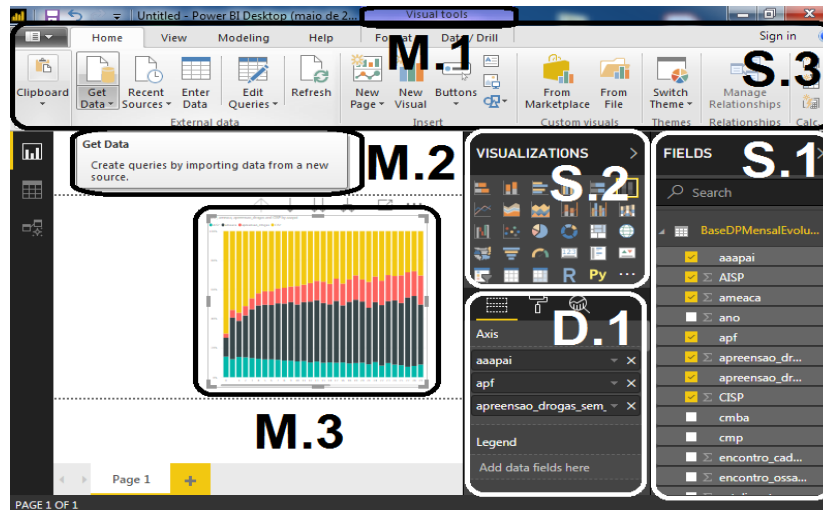 Untitled - Power BI Desktop (maio de 2...
Visual tools
Home View Modeling Help Format Data / Drill Sign in
M.1
S.3
Clipboard
Get Data
Recent Sources
Enter Data
Edit Queries
Refresh
New Page
New Visual
Buttons
From Marketplace
From File
Switch Theme
Manage Relationships
External data Insert Custom visuals Themes Relationships Calc
Get Data
Create queries by importing data from a new
source.
M.2
M.3
VISUALIZATIONS
S.2
R Py
D.1
Axis
aaapai
apf
apreensao_drogas_sem_
Legend
Add data fields here
FIELDS
S.1
Search
BaseDPMensalEvolu...
aaapai
Σ AISP
Σ ameaca
Σ ano
apf
Σ apreensao_dr...
apreensao_dr...
Σ CISP
cmba
cmp
Σ encontro_cad...
Σ encontro_ossa...
Page 1
PAGE 1 OF 1